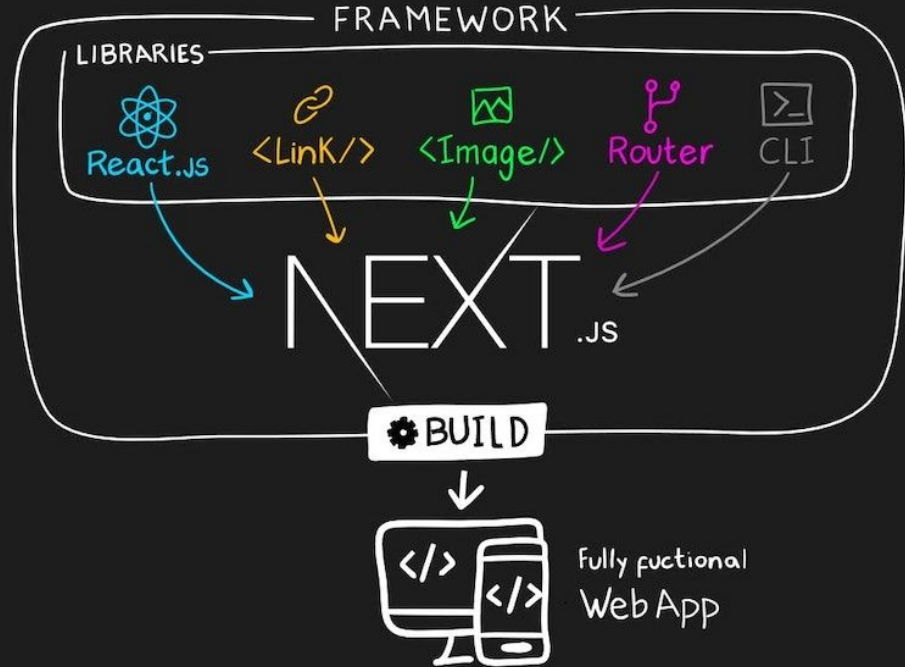 FRAMEWORK
LIBRARIES
>_
React.js <Link/> <Image/> Router CLI
NEXT.JS
BUILD
</>
</>
Fully fuctional
Web App